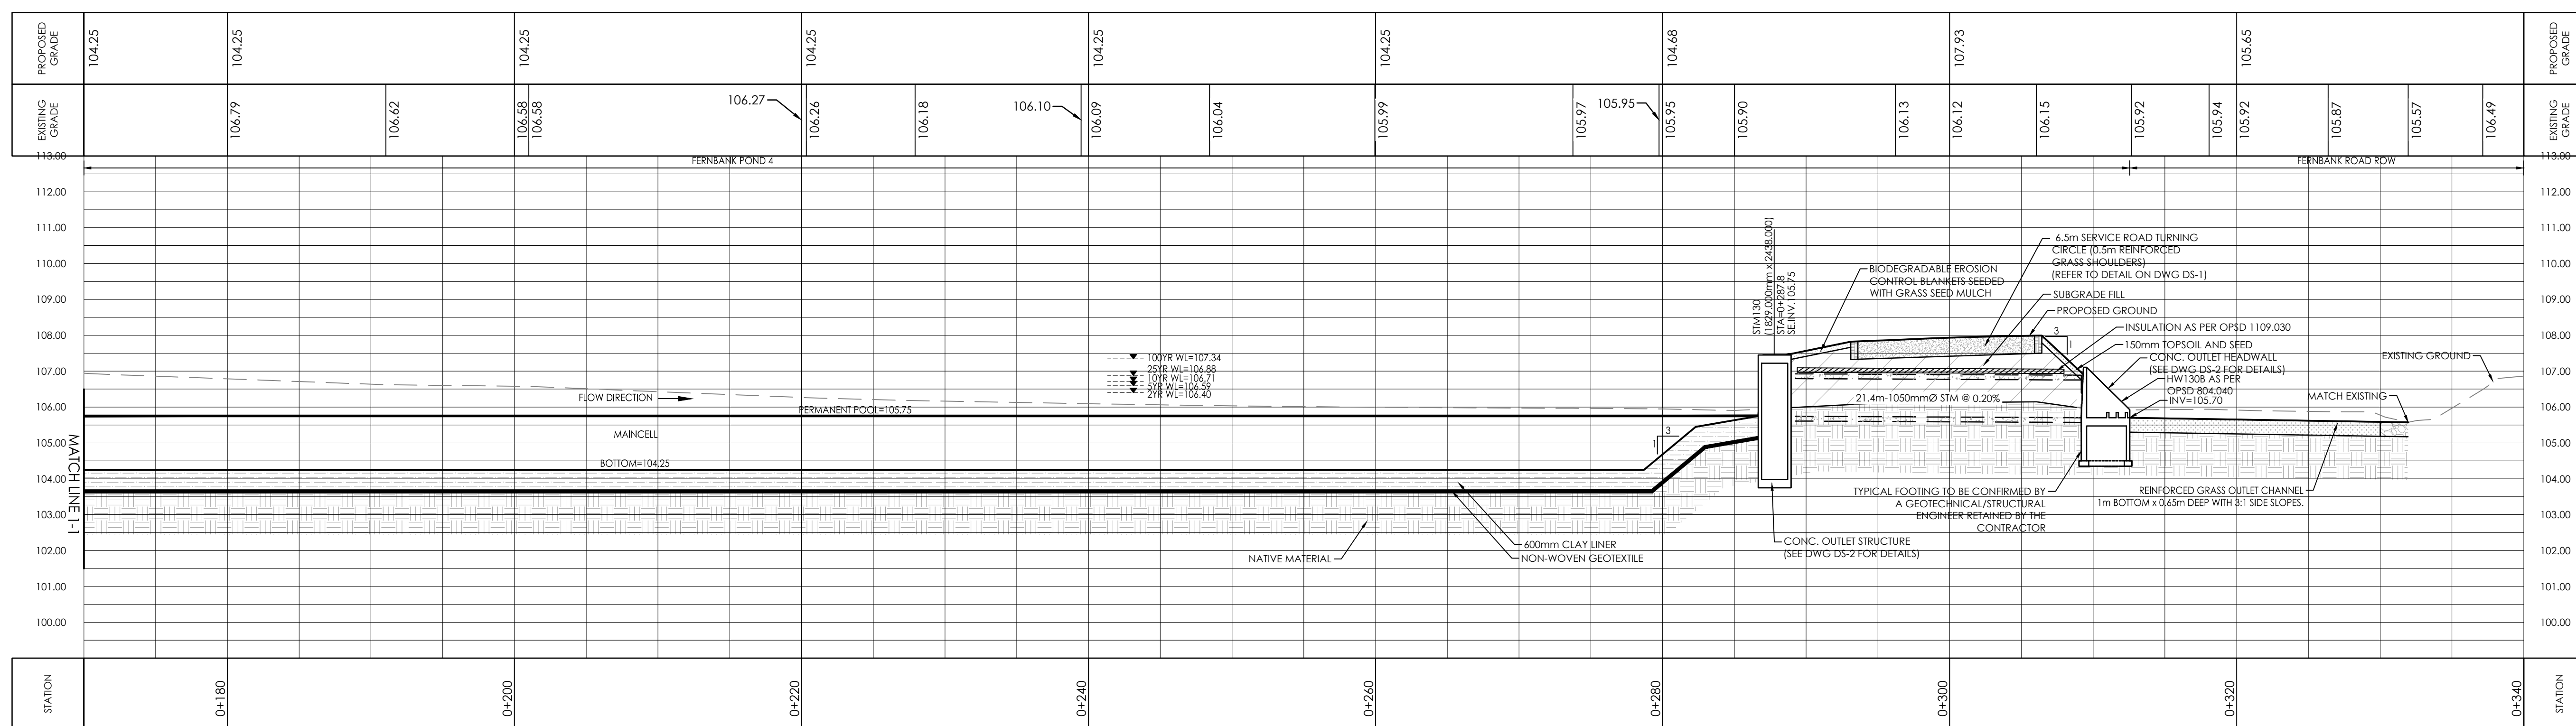 PROPOSED
GRADE
104.25
104.25
104.25
104.25
104.25
104.25
104.68
107.93
105.65
PROPOSED
GRADE
EXISTING
GRADE
106.79
106.62
106.58
106.58
106.27
106.26
106.18
106.10
106.09
106.04
105.99
105.97
105.95
105.95
105.90
106.13
106.12
106.15
105.92
105.94
105.92
105.87
105.57
106.49
EXISTING
GRADE
113.00
FERNBANK POND 4
FERNBANK ROAD ROW
113.00
112.00
112.00
111.00
111.00
110.00
110.00
109.00
109.00
108.00
108.00
107.00
107.00
106.00
106.00
105.00
105.00
104.00
104.00
103.00
103.00
102.00
102.00
101.00
101.00
100.00
100.00
MATCH LINE 1-1
FLOW DIRECTION
PERMANENT POOL=105.75
MAINCELL
BOTTOM=104.25
100YR WL=107.34
25YR WL=106.88
10YR WL=106.71
5YR WL=106.59
2YR WL=106.40
NATIVE MATERIAL
600mm CLAY LINER
NON-WOVEN GEOTEXTILE
3
1
STM130
(1829.000mm x 2438.000)
STA=0+287.8
SE.INV.105.75
CONC. OUTLET STRUCTURE
(SEE DWG DS-2 FOR DETAILS)
BIODEGRADABLE EROSION
CONTROL BLANKETS SEEDED
WITH GRASS SEED MULCH
6.5m SERVICE ROAD TURNING
CIRCLE (0.5m REINFORCED
GRASS SHOULDERS)
(REFER TO DETAIL ON DWG DS-1)
SUBGRADE FILL
PROPOSED GROUND
3
1
INSULATION AS PER OPSD 1109.030
150mm TOPSOIL AND SEED
CONC. OUTLET HEADWALL
(SEE DWG DS-2 FOR DETAILS)
HW130B AS PER
OPSD 804.040
INV=105.70
21.4m-1050mmØ STM @ 0.20%
EXISTING GROUND
MATCH EXISTING
TYPICAL FOOTING TO BE CONFIRMED BY
A GEOTECHNICAL/STRUCTURAL
ENGINEER RETAINED BY THE
CONTRACTOR
REINFORCED GRASS OUTLET CHANNEL
1m BOTTOM x 0.65m DEEP WITH 3:1 SIDE SLOPES.
STATION
0+180
0+200
0+220
0+240
0+260
0+280
0+300
0+320
0+340
STATION